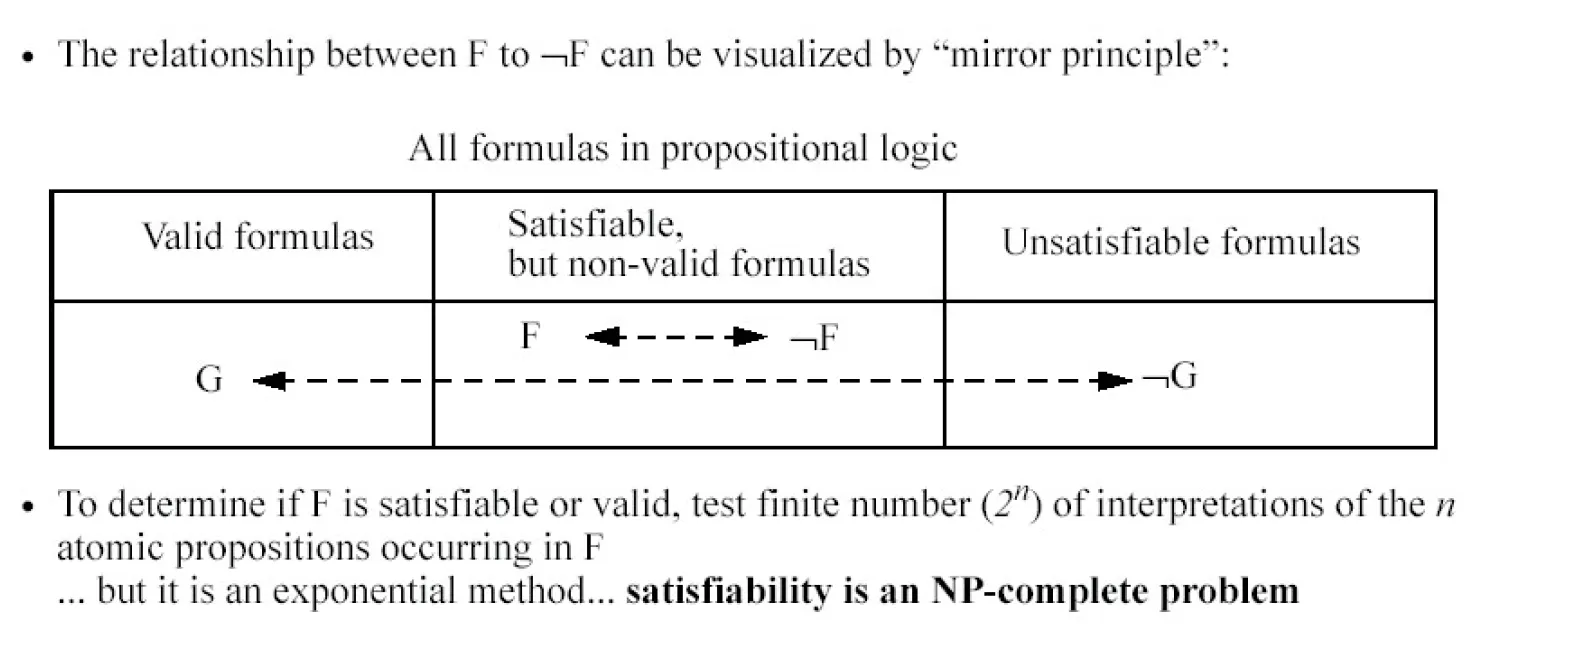 • The relationship between F to ¬F can be visualized by “mirror principle”:
All formulas in propositional logic
Valid formulas
Satisfiable,
but non-valid formulas
Unsatisfiable formulas
F ¬F
G ¬G
• To determine if F is satisfiable or valid, test finite number (2ⁿ) of interpretations of the n
atomic propositions occurring in F
... but it is an exponential method... satisfiability is an NP-complete problem